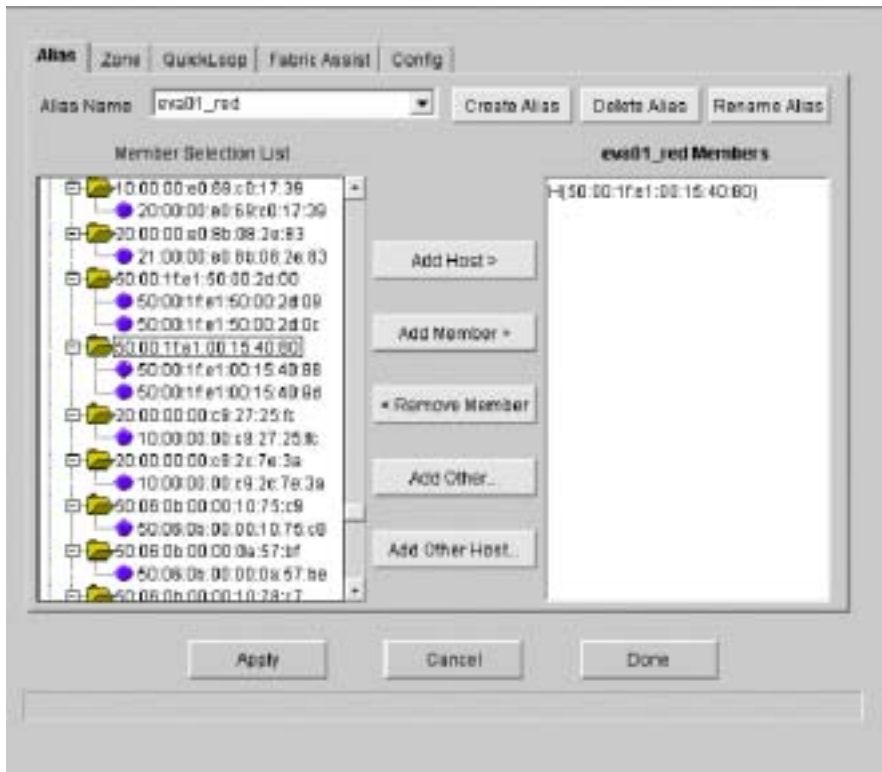 Alias Zone QuickLoop Fabric Assist Config
Alias Name eva01_red Create Alias Delete Alias Rename Alias
Member Selection List
eva01_red Members
10:00:00:e0:69:c0:17:39
20:00:00:e0:69:c0:17:39
20:00:00:e0:8b:08:2e:83
21:00:00:e0:8b:08:2e:83
50:00:1f:e1:50:00:2d:00
50:00:1f:e1:50:00:2d:09
50:00:1f:e1:50:00:2d:0c
50:00:1f:e1:00:15:40:80
50:00:1f:e1:00:15:40:88
50:00:1f:e1:00:15:40:8d
20:00:00:00:c9:27:25:fc
10:00:00:00:c9:27:25:fc
20:00:00:00:c9:2c:7e:3a
10:00:00:00:c9:2c:7e:3a
50:06:0b:00:00:10:75:c9
50:06:0b:00:00:10:75:c8
50:06:0b:00:00:0a:57:bf
50:06:0b:00:00:0a:57:be
H(50:00:1f:e1:00:15:40:80)
Add Host >
Add Member >
< Remove Member
Add Other...
Add Other Host...
Apply Cancel Done